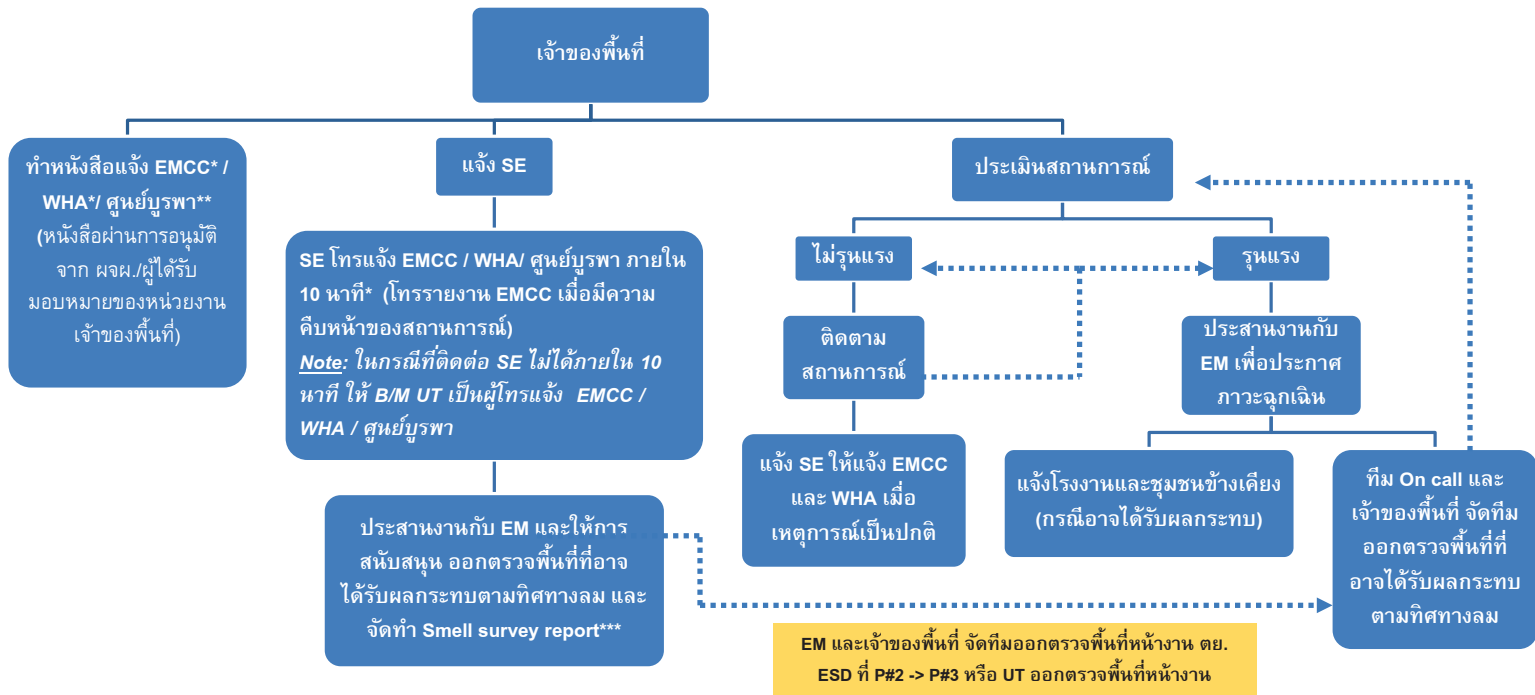 เจ้าของพื้นที่
ทำหนังสือแจ้ง EMCC* /
WHA*/ ศูนย์บูรพา**
(หนังสือผ่านการอนุมัติ
จาก ผจผ./ผู้ได้รับ
มอบหมายของหน่วยงาน
เจ้าของพื้นที่)
แจ้ง SE
SE โทรแจ้ง EMCC / WHA/ ศูนย์บูรพา ภายใน
10 นาที* (โทรรายงาน EMCC เมื่อมีความ
คืบหน้าของสถานการณ์)
Note: ในกรณีที่ติดต่อ SE ไม่ได้ภายใน 10
นาที ให้ B/M UT เป็นผู้โทรแจ้ง EMCC /
WHA / ศูนย์บูรพา
ประสานงานกับ EM และให้การ
สนับสนุน ออกตรวจพื้นที่ที่อาจ
ได้รับผลกระทบตามทิศทางลม และ
จัดทำ Smell survey report***
ประเมินสถานการณ์
ไม่รุนแรง
ติดตาม
สถานการณ์
แจ้ง SE ให้แจ้ง EMCC
และ WHA เมื่อ
เหตุการณ์เป็นปกติ
รุนแรง
ประสานงานกับ
EM เพื่อประกาศ
ภาวะฉุกเฉิน
แจ้งโรงงานและชุมชนข้างเคียง
(กรณีอาจได้รับผลกระทบ)
ทีม On call และ
เจ้าของพื้นที่ จัดทีม
ออกตรวจพื้นที่ที่
อาจได้รับผลกระทบ
ตามทิศทางลม
EM และเจ้าของพื้นที่ จัดทีมออกตรวจพื้นที่หน้างาน ตย.
ESD ที่ P#2 -> P#3 หรือ UT ออกตรวจพื้นที่หน้างาน